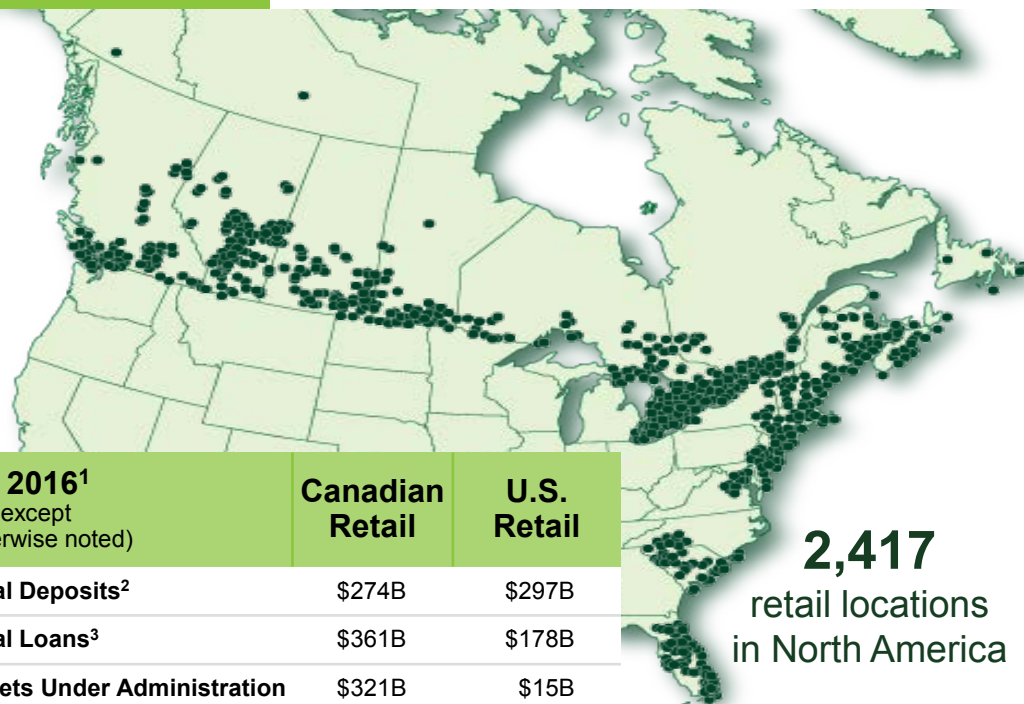 2016¹
except
erwise noted)
Canadian
Retail
U.S.
Retail
al Deposits² $274B $297B
al Loans³ $361B $178B
ets Under Administration $321B $15B
2,417
retail locations
in North America